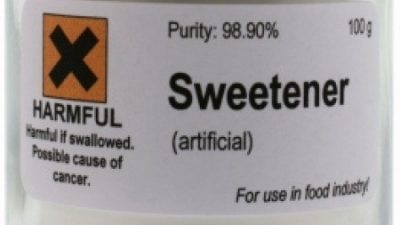 Purity: 98.90%
100 g
HARMFUL
Harmful if swallowed.
Possible cause of
cancer.
Sweetener
(artificial)
For use in food industry!